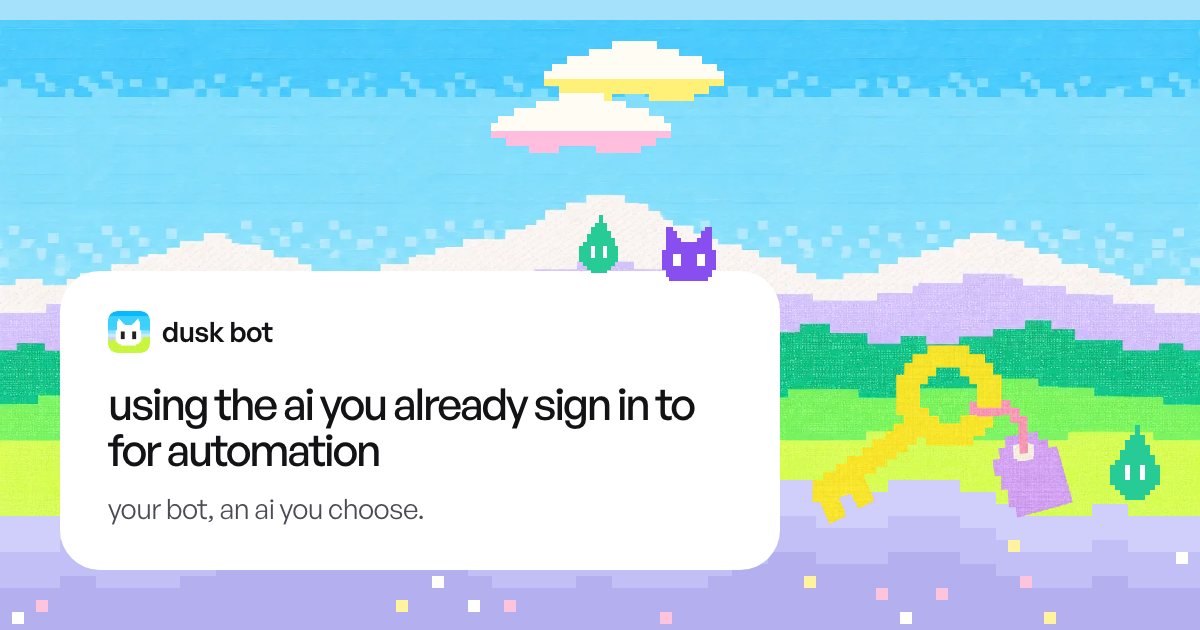 dusk bot
using the ai you already sign in to
for automation
your bot, an ai you choose.